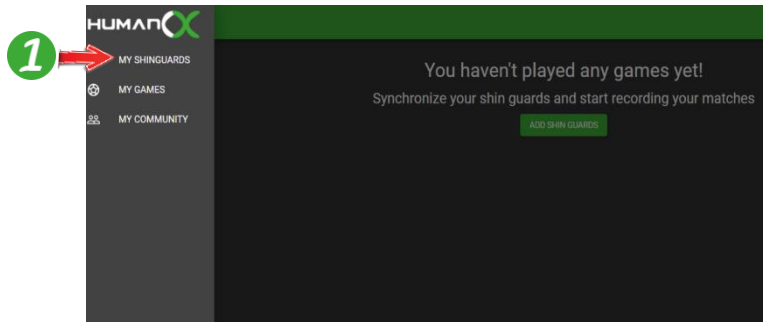 HUMANOX
1
MY SHINGUARDS
MY GAMES
MY COMMUNITY
You haven't played any games yet!
Synchronize your shin guards and start recording your matches
ADD SHIN GUARDS